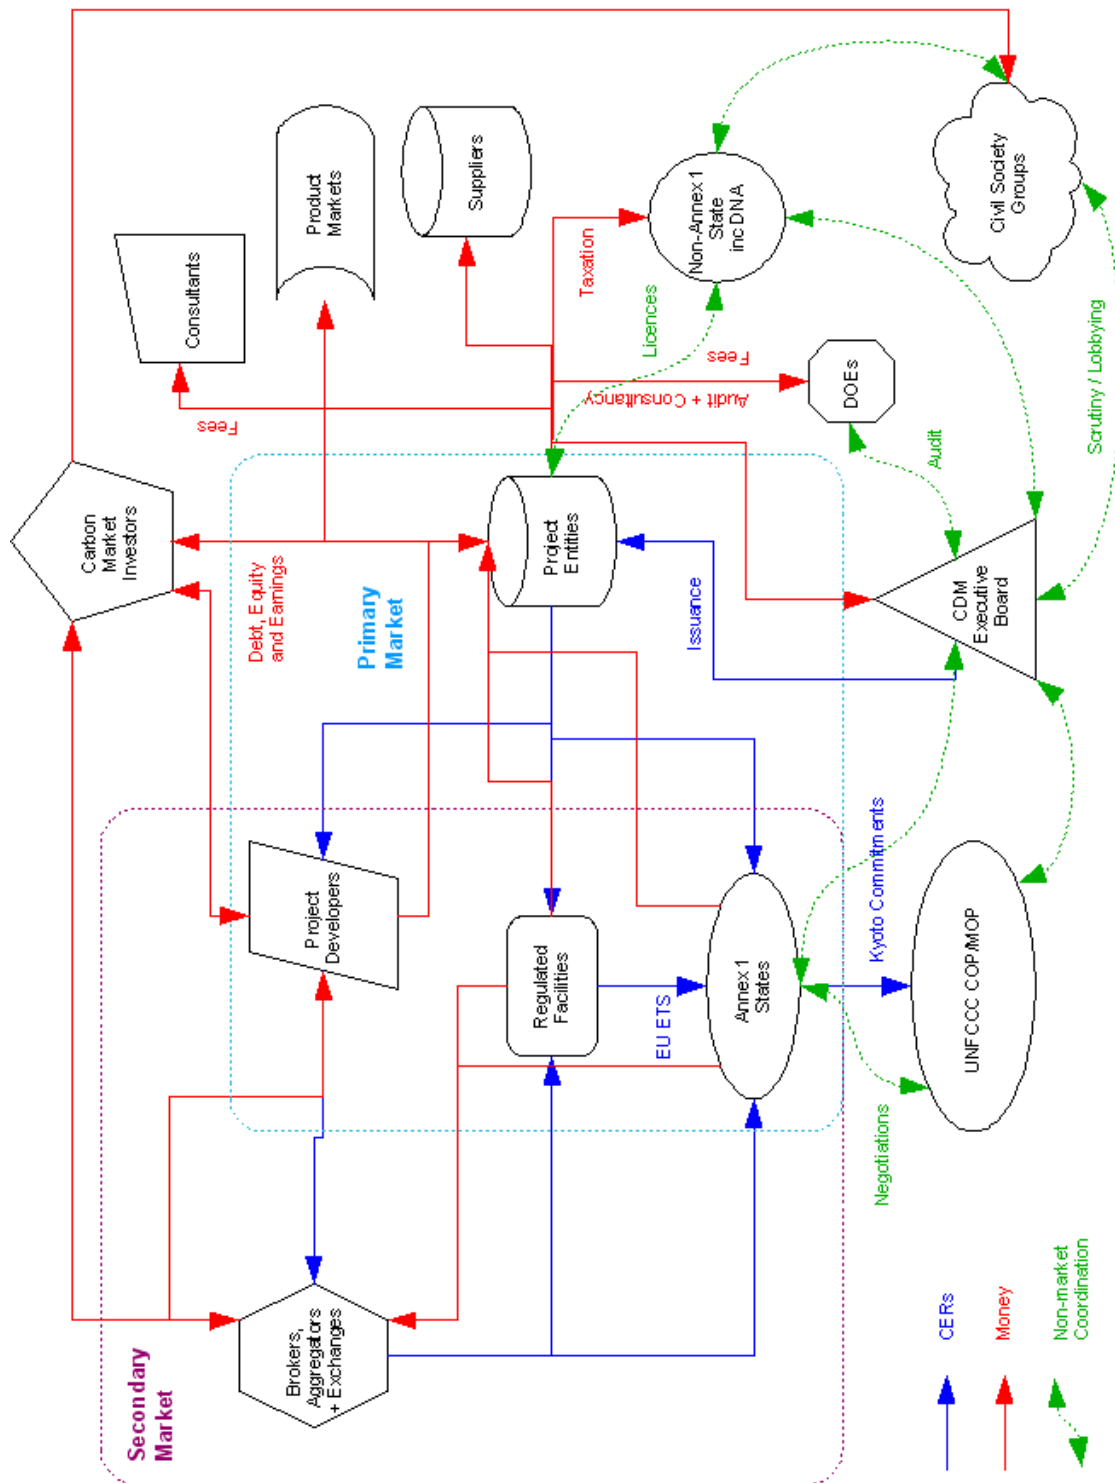 Secondary
Market
Brokers,
Aggregators
+ Exchanges
Carbon
Market
Investors
Debt, Equity
and Earnings
Primary
Market
Project
Developers
Regulated
Facilities
EU ETS
Annex 1
States
Project
Entities
Issuance
Kyoto Commitments
Negotiations
UNFCCC COP/MOP
CDM
Executive
Board
Consultants
Fees
Product
Markets
Suppliers
Taxation
Licences
Non-Annex 1
State
inc DNA
Audit + Consultancy
Fees
DOEs
Audit
Scrutiny / Lobbying
Civil Society
Groups
CERs
Money
Non-market
Coordination